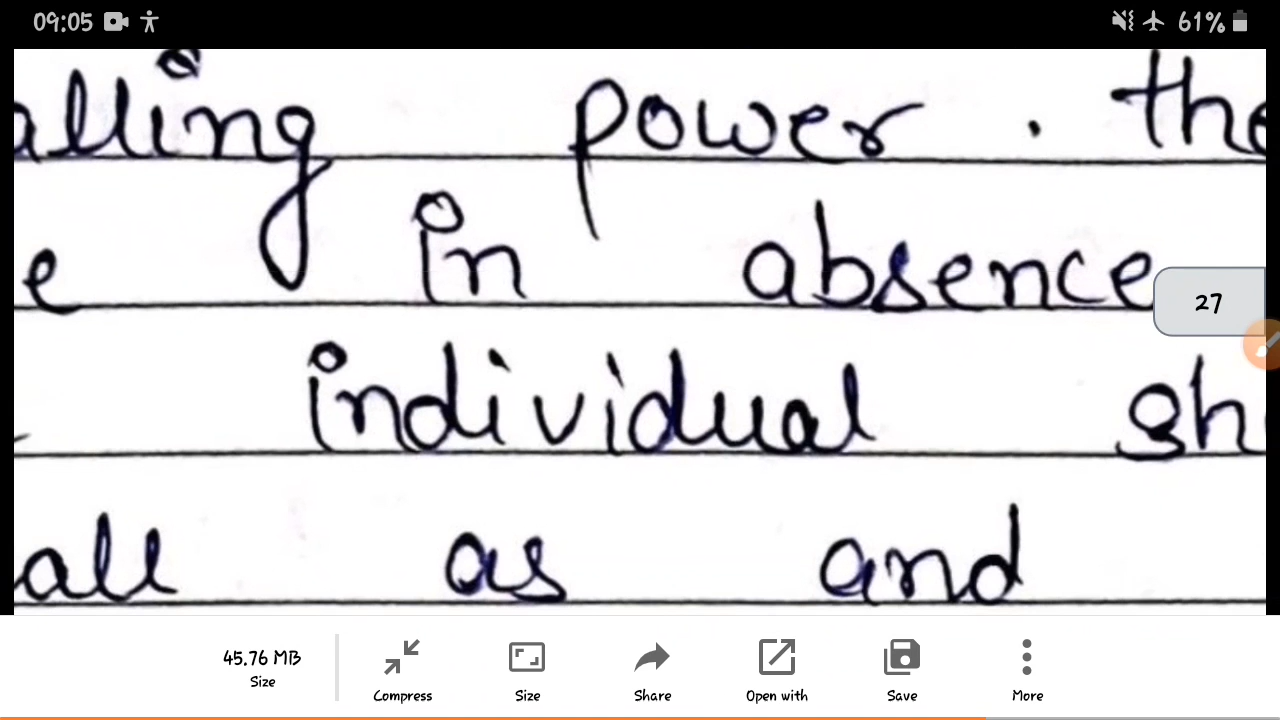 09:05 61%
alling power . the
e in absence
27
individual sh
all as and
45.76 MB
Size
Compress
Size
Share
Open with
Save
More